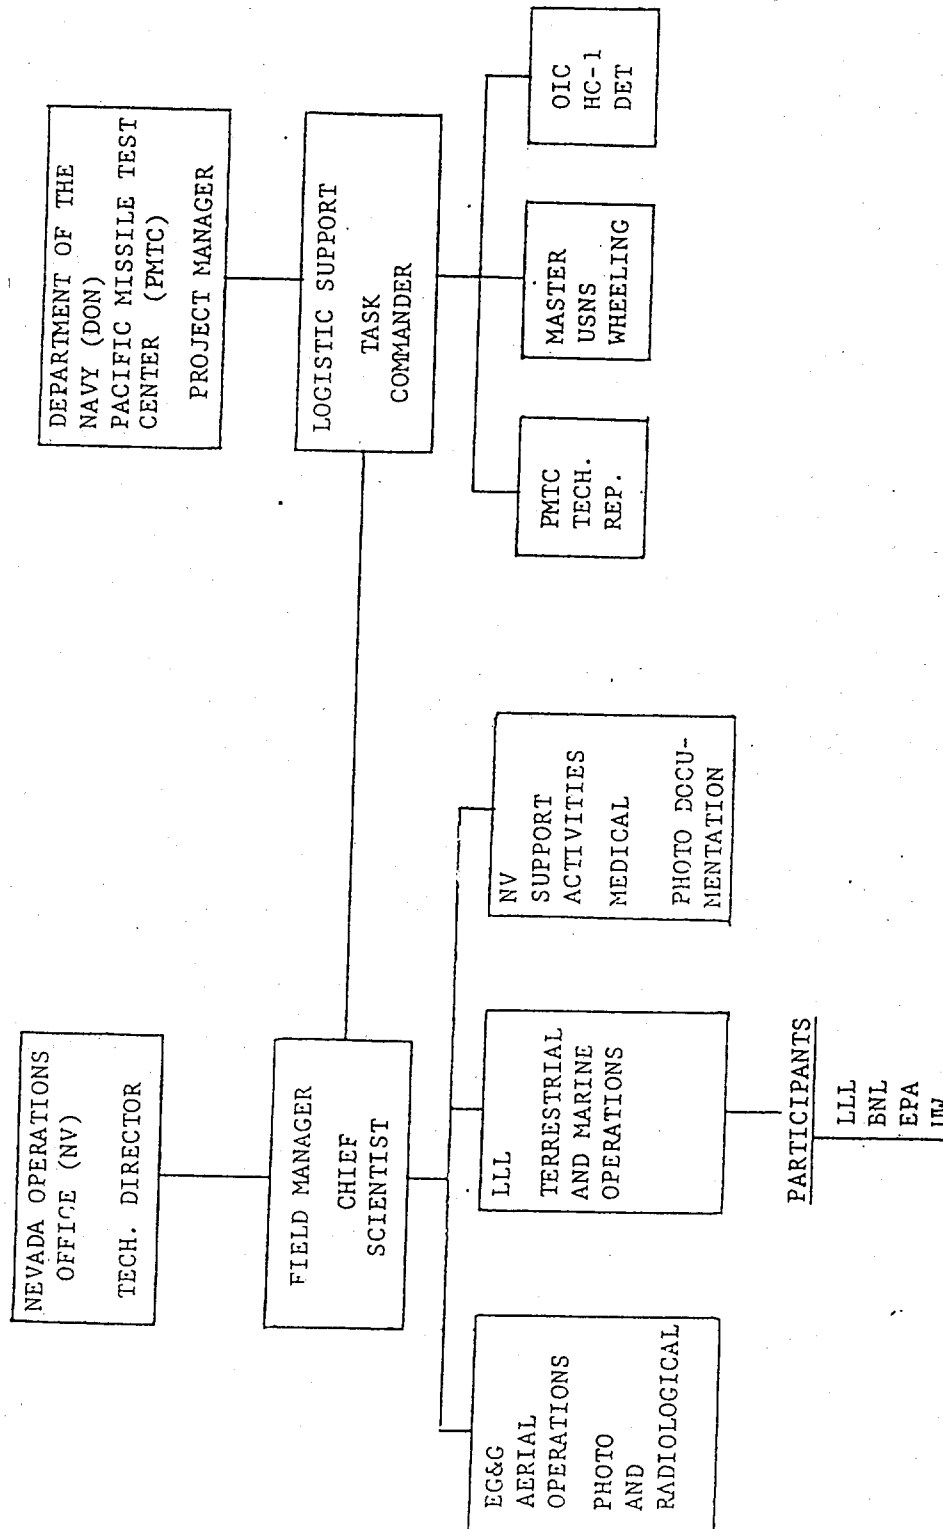 NEVADA OPERATIONS
OFFICE (NV)
TECH. DIRECTOR
DEPARTMENT OF THE
NAVY (DON)
PACIFIC MISSILE TEST
CENTER (PMTC)
PROJECT MANAGER
FIELD MANAGER
CHIEF
SCIENTIST
LOGISTIC SUPPORT
TASK
COMMANDER
EG&G
AERIAL
OPERATIONS
PHOTO
AND
RADIOLOGICAL
LLL
TERRESTRIAL
AND MARINE
OPERATIONS
NV
SUPPORT
ACTIVITIES
MEDICAL
PHOTO DOCU-
MENTATION
PMTC
TECH.
REP.
MASTER
USNS
WHEELING
OIC
HC-1
DET
PARTICIPANTS
LLL
BNL
EPA
UW